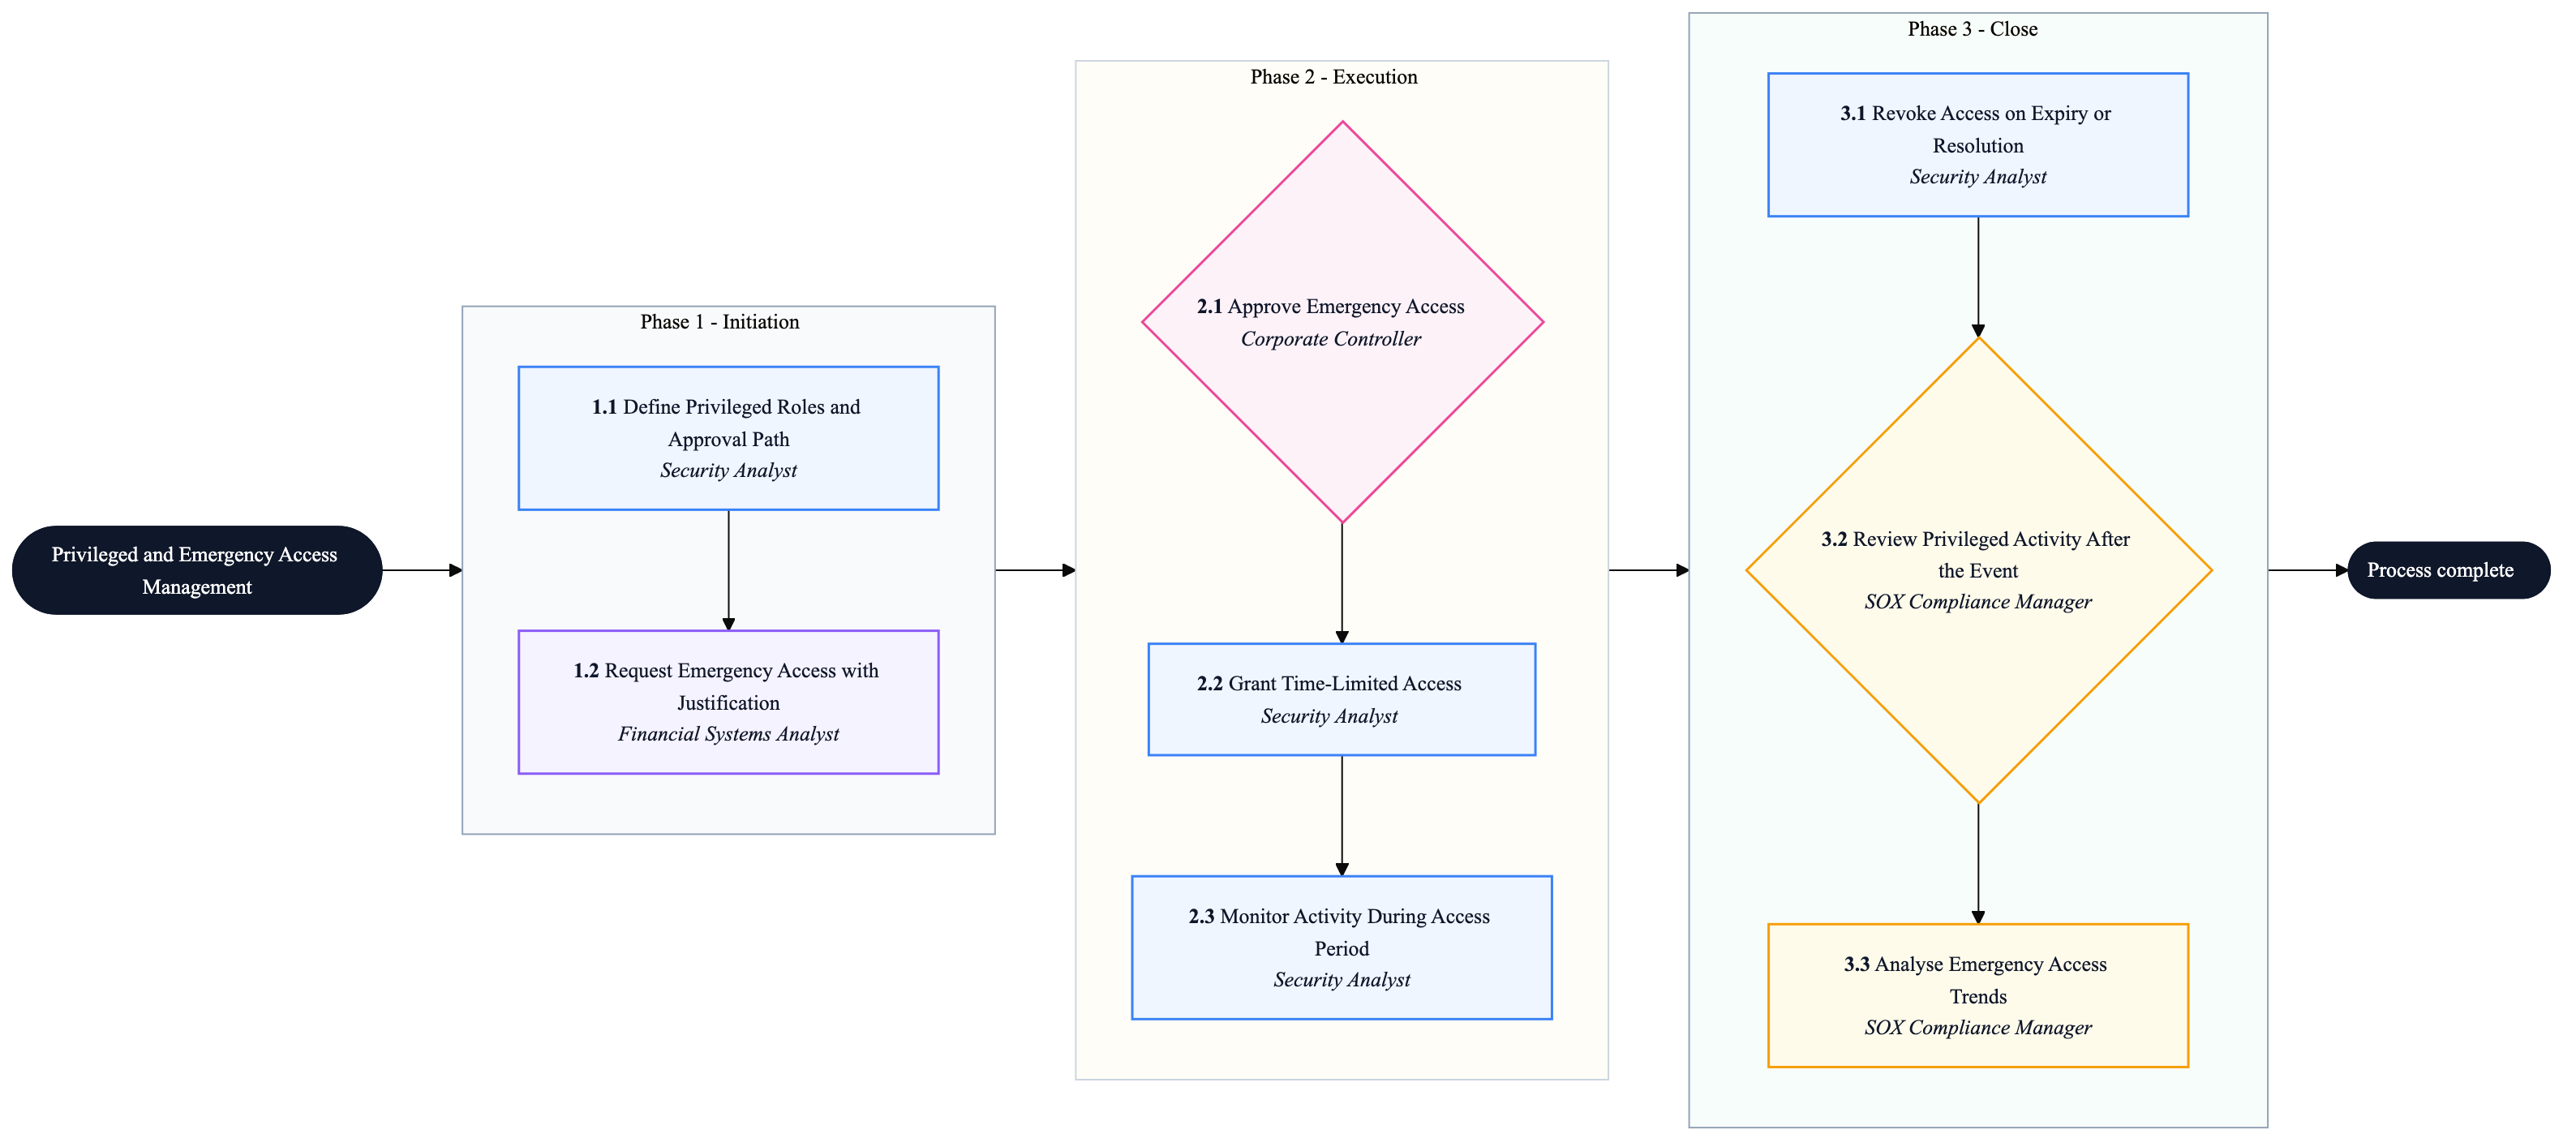 Privileged and Emergency Access
Management
Phase 1 - Initiation
1.1 Define Privileged Roles and
Approval Path
Security Analyst
1.2 Request Emergency Access with
Justification
Financial Systems Analyst
Phase 2 - Execution
2.1 Approve Emergency Access
Corporate Controller
2.2 Grant Time-Limited Access
Security Analyst
2.3 Monitor Activity During Access
Period
Security Analyst
Phase 3 - Close
3.1 Revoke Access on Expiry or
Resolution
Security Analyst
3.2 Review Privileged Activity After
the Event
SOX Compliance Manager
3.3 Analyse Emergency Access
Trends
SOX Compliance Manager
Process complete